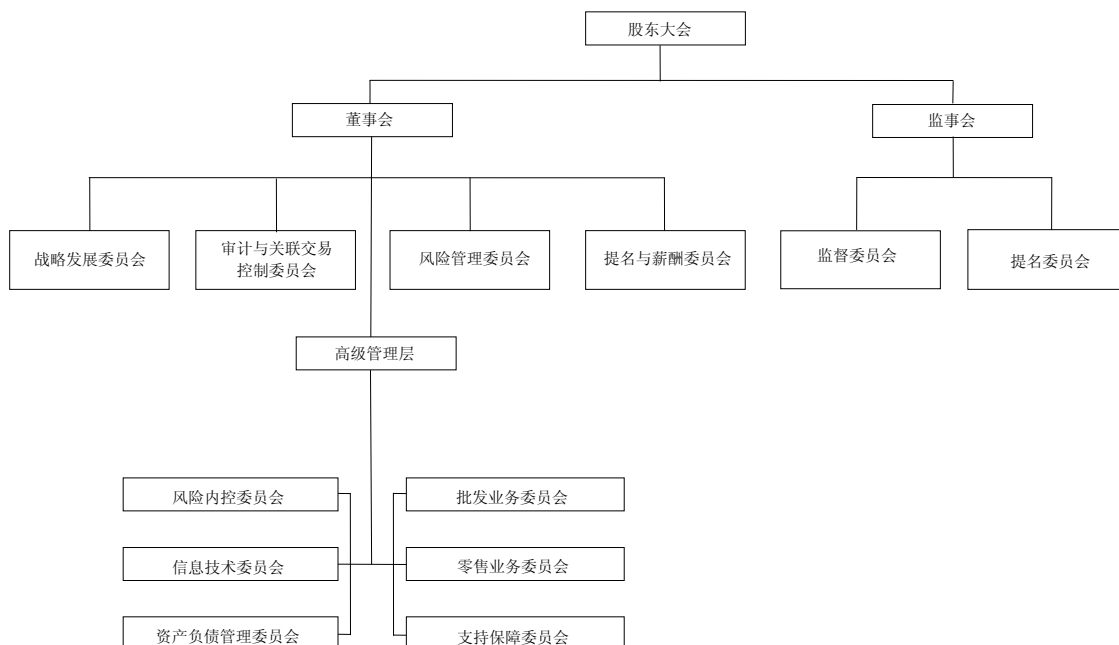 股东大会
董事会
监事会
战略发展委员会
审计与关联交易
控制委员会
风险管理委员会
提名与薪酬委员会
监督委员会
提名委员会
高级管理层
风险内控委员会
批发业务委员会
信息技术委员会
零售业务委员会
资产负债管理委员会
支持保障委员会